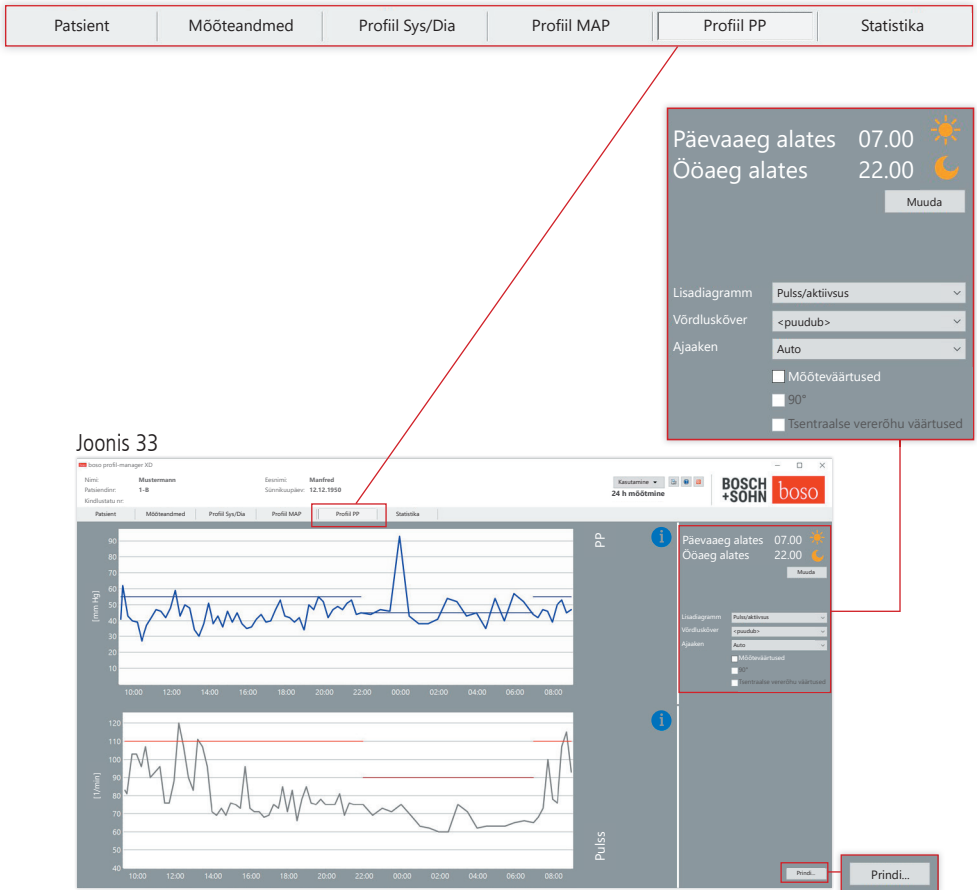 Patsient Mõõteandmed Profiil Sys/Dia Profiil MAP Profiil PP Statistika
Päevaaeg alates 07.00
Ööaeg alates 22.00
Muuda
Lisadiagramm Pulss/aktiivsus
Võrdluskõver <puudub>
Ajaaken Auto
Mõõteväärtused
90°
Tsentraalse vererõhu väärtused
Joonis 33
boso boso profil-manager XD
Nimi: Mustermann Eesnimi: Manfred
Patsiendinr: 1-B Sünnikuupäev: 12.12.1950
Kindlustatu nr:
Kasutamine
24 h mõõtmine
BOSCH
+SOHN
boso
Patsient Mõõteandmed Profiil Sys/Dia Profiil MAP Profiil PP Statistika
90
80
70
60
50
40
30
20
10
[mm Hg]
10:00 12:00 14:00 16:00 18:00 20:00 22:00 00:00 02:00 04:00 06:00 08:00
PP
i
Päevaaeg alates 07.00
Ööaeg alates 22.00
Muuda
Lisadiagramm Pulss/aktiivsus
Võrdluskõver <puudub>
Ajaaken Auto
Mõõteväärtused
90°
Tsentraalse vererõhu väärtused
120
110
100
90
80
70
60
50
40
[1/min]
10:00 12:00 14:00 16:00 18:00 20:00 22:00 00:00 02:00 04:00 06:00 08:00
Pulss
i
Prindi...
Prindi...